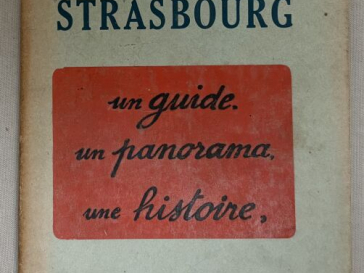 STRASBOURG
un guide.
un panorama,
une histoire,